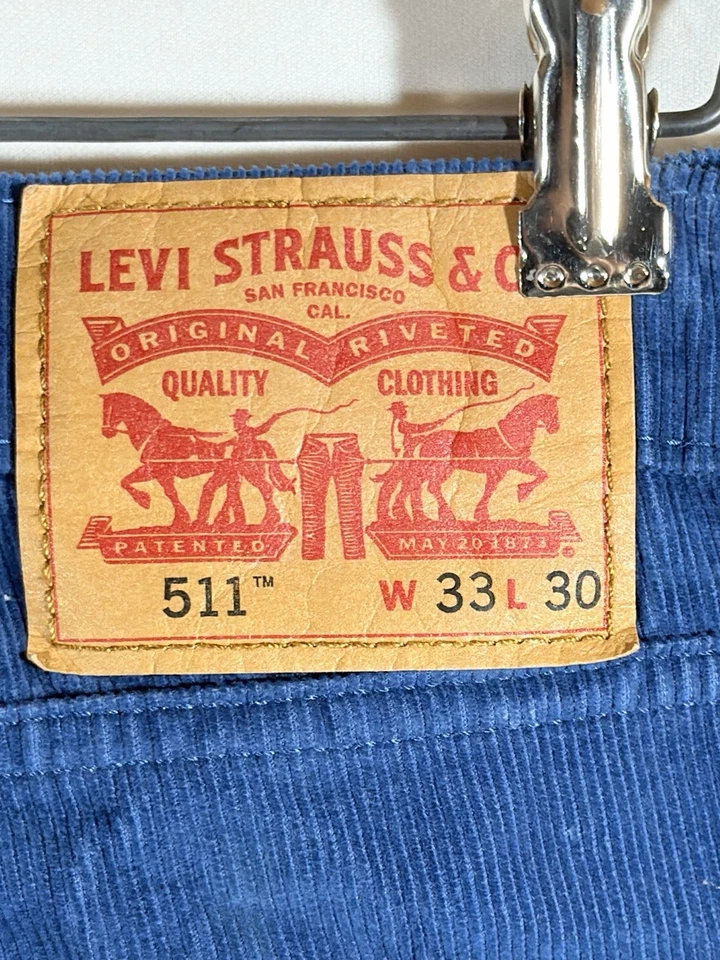 LEVI STRAUSS & C
SAN FRANCISCO
CAL.
ORIGINAL RIVETED
QUALITY CLOTHING
PATENTED MAY 20 1873
511™ W 33 L 30